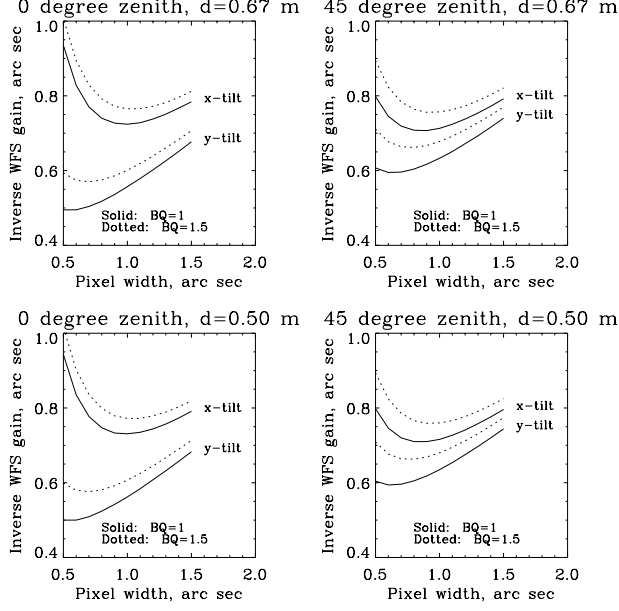 0 degree zenith, d=0.67 m
Inverse WFS gain, arc sec
1.0
0.8
0.6
0.4
x-tilt
y-tilt
Solid: BQ=1
Dotted: BQ=1.5
0.5 1.0 1.5 2.0
Pixel width, arc sec
45 degree zenith, d=0.67 m
Inverse WFS gain, arc sec
1.0
0.8
0.6
0.4
x-tilt
y-tilt
Solid: BQ=1
Dotted: BQ=1.5
0.5 1.0 1.5 2.0
Pixel width, arc sec
0 degree zenith, d=0.50 m
Inverse WFS gain, arc sec
1.0
0.8
0.6
0.4
x-tilt
y-tilt
Solid: BQ=1
Dotted: BQ=1.5
0.5 1.0 1.5 2.0
Pixel width, arc sec
45 degree zenith, d=0.50 m
Inverse WFS gain, arc sec
1.0
0.8
0.6
0.4
x-tilt
y-tilt
Solid: BQ=1
Dotted: BQ=1.5
0.5 1.0 1.5 2.0
Pixel width, arc sec